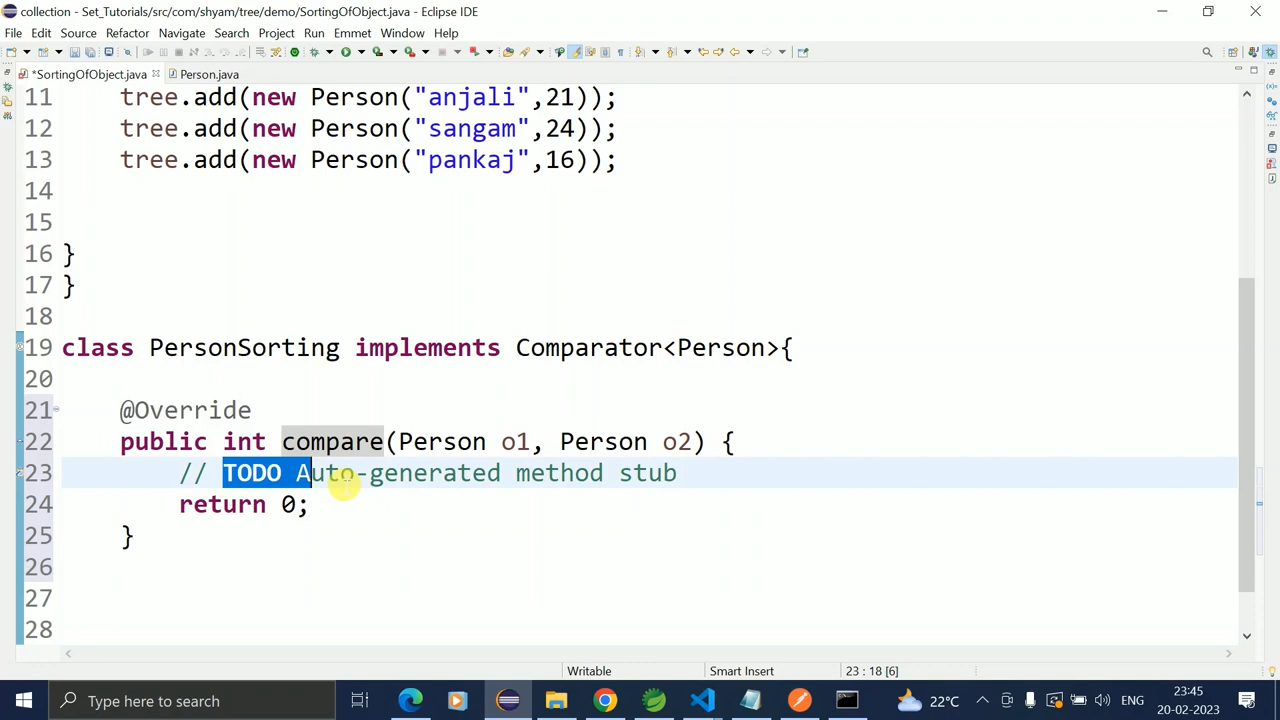 collection - Set_Tutorials/src/com/shyam/tree/demo/SortingOfObject.java - Eclipse IDE
File Edit Source Refactor Navigate Search Project Run Emmet Window Help
*SortingOfObject.java Person.java
11 tree.add(new Person("anjali",21));
12 tree.add(new Person("sangam",24));
13 tree.add(new Person("pankaj",16));
14
15
16 }
17 }
18
19 class PersonSorting implements Comparator<Person>{
20
21 @Override
22 public int compare(Person o1, Person o2) {
23 // TODO Auto-generated method stub
24 return 0;
25 }
26
27
28
Writable Smart Insert 23 : 18 [6]
Type here to search 22°C ENG 23:45
20-02-2023